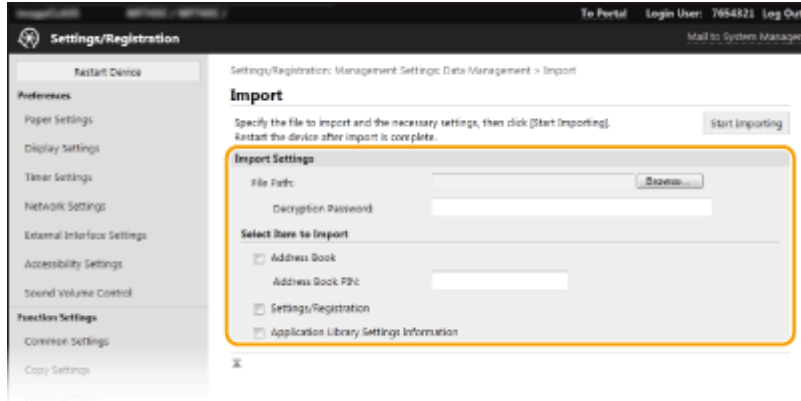 To Portal Login User: 7654321 Log Out
Settings/Registration
Mail to System Manager
Restart Device
Settings/Registration: Management Settings: Data Management > Import
Preferences
Import
Paper Settings
Specify the file to import and the necessary settings, then click [Start Importing].
Restart the device after import is complete.
Start Importing
Display Settings
Import Settings
Timer Settings
File Path:
Browse...
Network Settings
Decryption Password:
External Interface Settings
Select Item to Import
Accessibility Settings
Address Book
Address Book PIN:
Sound Volume Control
Settings/Registration
Function Settings
Application Library Settings Information
Common Settings
Copy Settings